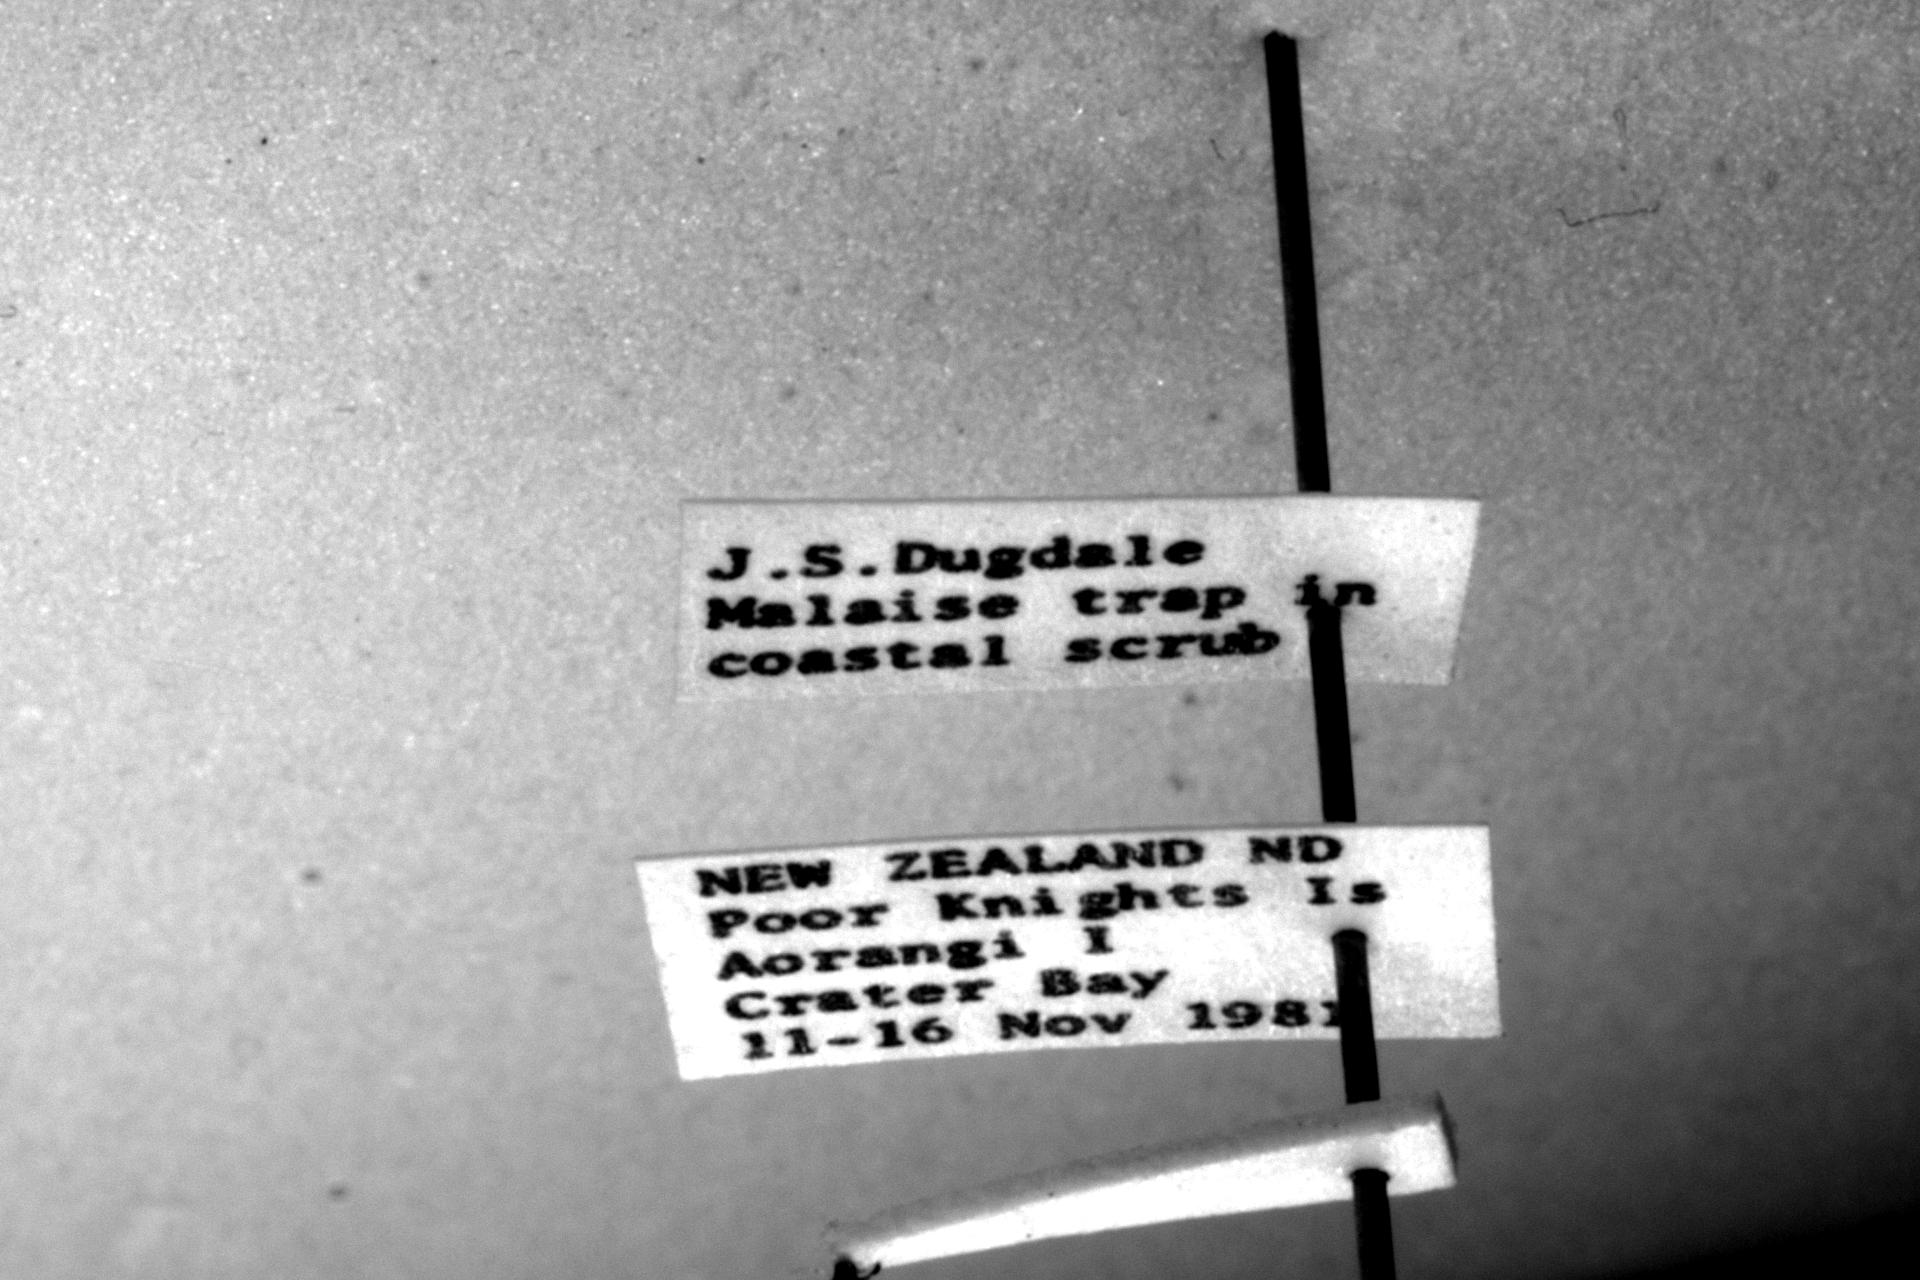 J.S.Dugdale
Malaise trap in
coastal scrub
NEW ZEALAND ND
Poor Knights Is
Aorangi I
Crater Bay
11-16 Nov 1981